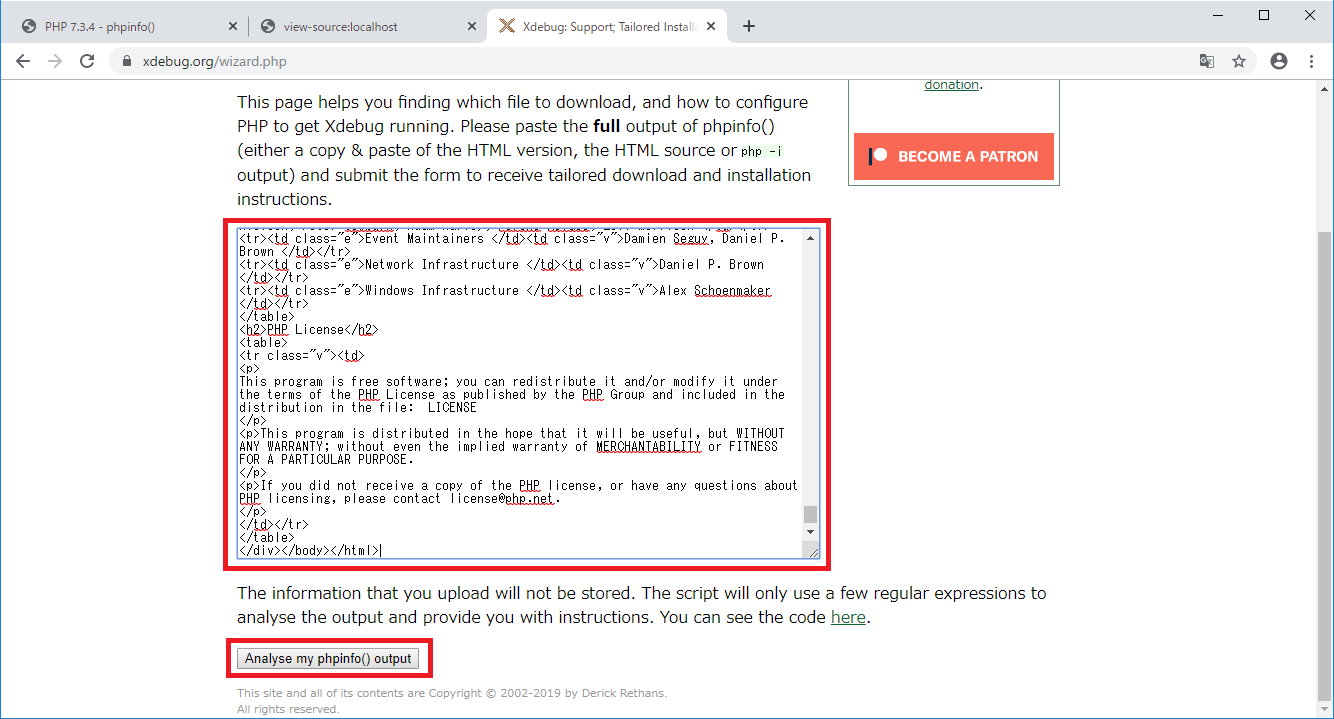 PHP 7.3.4 - phpinfo()
view-source:localhost
Xdebug: Support; Tailored Install
xdebug.org/wizard.php
This page helps you finding which file to download, and how to configure
PHP to get Xdebug running. Please paste the full output of phpinfo()
(either a copy & paste of the HTML version, the HTML source or php -i
output) and submit the form to receive tailored download and installation
instructions.
donation.
BECOME A PATRON
<tr><td class="e">Event Maintainers </td><td class="v">Damien Seguy, Daniel P.
Brown </td></tr>
<tr><td class="e">Network Infrastructure </td><td class="v">Daniel P. Brown
</td></tr>
<tr><td class="e">Windows Infrastructure </td><td class="v">Alex Schoenmaker
</td></tr>
</table>
<h2>PHP License</h2>
<table>
<tr class="v"><td>
<p>
This program is free software; you can redistribute it and/or modify it under
the terms of the PHP License as published by the PHP Group and included in the
distribution in the file:  LICENSE
</p>
<p>This program is distributed in the hope that it will be useful, but WITHOUT
ANY WARRANTY; without even the implied warranty of MERCHANTABILITY or FITNESS
FOR A PARTICULAR PURPOSE.
</p>
<p>If you did not receive a copy of the PHP license, or have any questions about
PHP licensing, please contact license@php.net.
</p>
</td></tr>
</table>
</div></body></html>
The information that you upload will not be stored. The script will only use a few regular expressions to
analyse the output and provide you with instructions. You can see the code here.
Analyse my phpinfo() output
This site and all of its contents are Copyright © 2002-2019 by Derick Rethans.
All rights reserved.